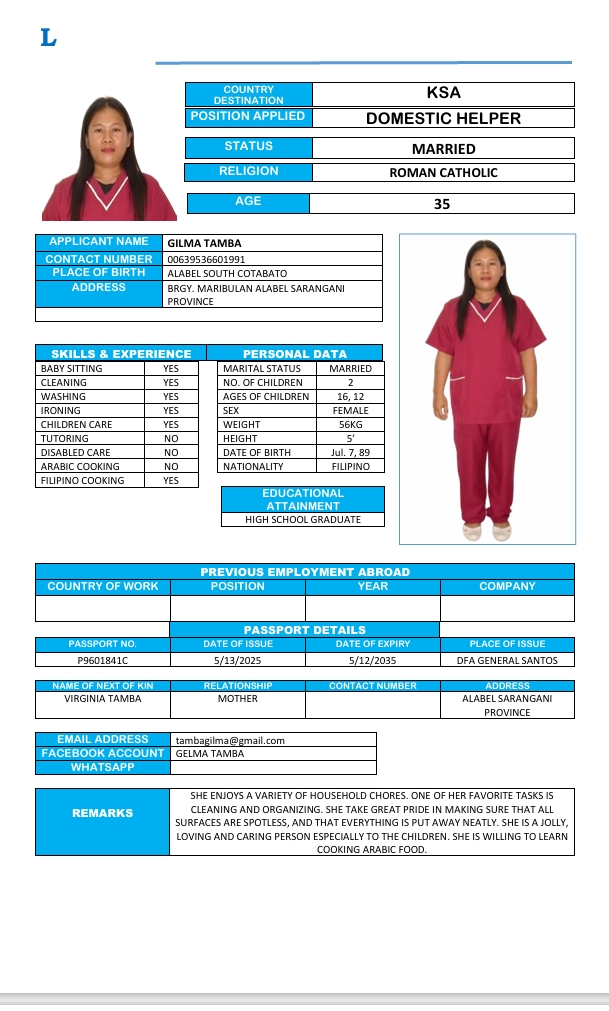 L
COUNTRY DESTINATION KSA
POSITION APPLIED DOMESTIC HELPER
STATUS MARRIED
RELIGION ROMAN CATHOLIC
AGE 35
APPLICANT NAME GILMA TAMBA
CONTACT NUMBER 00639536601991
PLACE OF BIRTH ALABEL SOUTH COTABATO
ADDRESS BRGY. MARIBULAN ALABEL SARANGANI
PROVINCE
SKILLS & EXPERIENCE PERSONAL DATA
BABY SITTING YES MARITAL STATUS MARRIED
CLEANING YES NO. OF CHILDREN 2
WASHING YES AGES OF CHILDREN 16, 12
IRONING YES SEX FEMALE
CHILDREN CARE YES WEIGHT 56KG
TUTORING NO HEIGHT 5'
DISABLED CARE NO DATE OF BIRTH Jul. 7, 89
ARABIC COOKING NO NATIONALITY FILIPINO
FILIPINO COOKING YES
EDUCATIONAL
ATTAINMENT
HIGH SCHOOL GRADUATE
PREVIOUS EMPLOYMENT ABROAD
COUNTRY OF WORK POSITION YEAR COMPANY
PASSPORT DETAILS
PASSPORT NO. DATE OF ISSUE DATE OF EXPIRY PLACE OF ISSUE
P9601841C 5/13/2025 5/12/2035 DFA GENERAL SANTOS
NAME OF NEXT OF KIN RELATIONSHIP CONTACT NUMBER ADDRESS
VIRGINIA TAMBA MOTHER ALABEL SARANGANI
PROVINCE
EMAIL ADDRESS tambagilma@gmail.com
FACEBOOK ACCOUNT GELMA TAMBA
WHATSAPP
REMARKS
SHE ENJOYS A VARIETY OF HOUSEHOLD CHORES. ONE OF HER FAVORITE TASKS IS
CLEANING AND ORGANIZING. SHE TAKE GREAT PRIDE IN MAKING SURE THAT ALL
SURFACES ARE SPOTLESS, AND THAT EVERYTHING IS PUT AWAY NEATLY. SHE IS A JOLLY,
LOVING AND CARING PERSON ESPECIALLY TO THE CHILDREN. SHE IS WILLING TO LEARN
COOKING ARABIC FOOD.